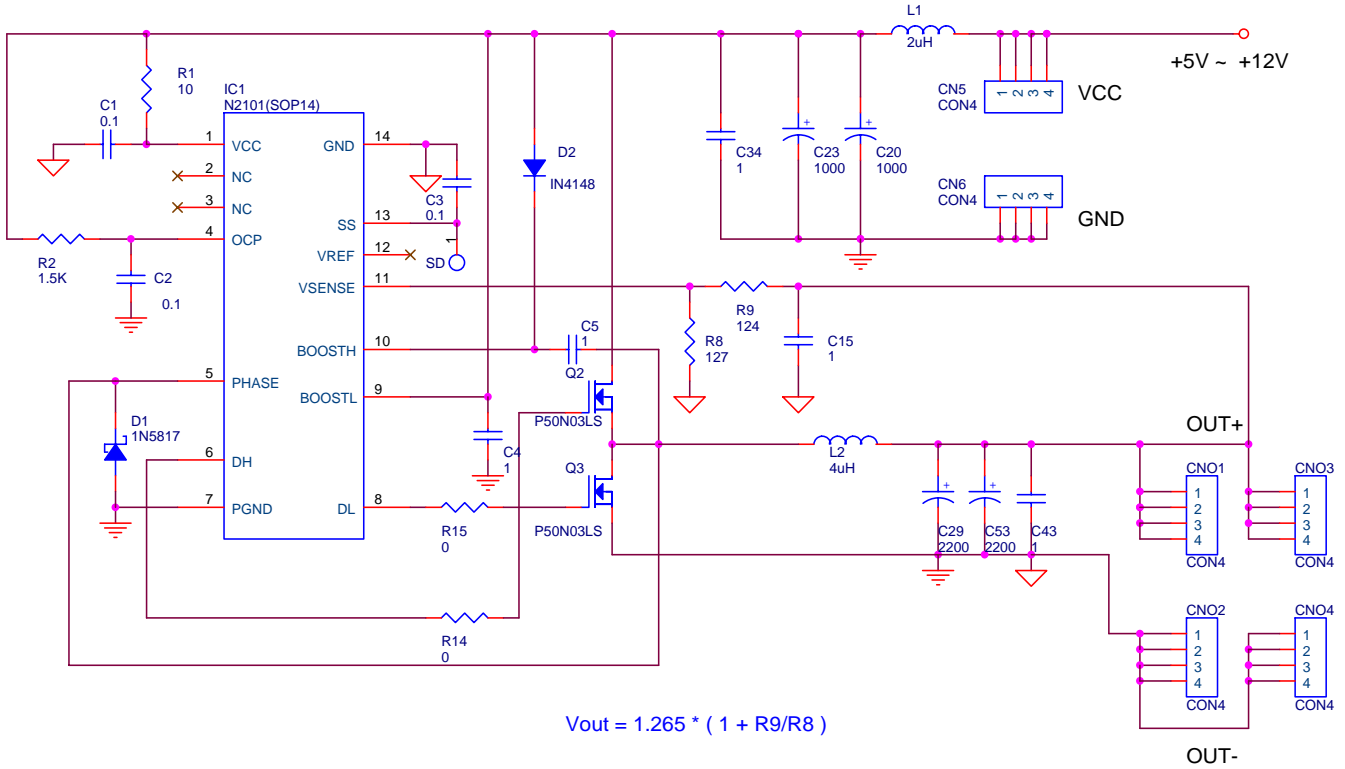 L1
2uH
+5V ~ +12V
R1
10
IC1
N2101(SOP14)
C1
0.1
1
VCC
GND
14
2
NC
3
NC
4
OCP
SS
13
VREF
12
VSENSE
11
BOOSTH
10
5
PHASE
BOOSTL
9
6
DH
7
PGND
DL
8
R2
1.5K
C2
0.1
C3
0.1
1
SD
D2
IN4148
C34
1
C23
1000
+
C20
1000
+
CN5
CON4
1
2
3
4
VCC
CN6
CON4
1
2
3
4
GND
R9
124
R8
127
C15
1
C5
1
Q2
P50N03LS
D1
1N5817
C4
1
Q3
P50N03LS
R15
0
R14
0
L2
4uH
+
C29
2200
+
C53
2200
C43
1
OUT+
CNO1
1
2
3
4
CON4
CNO3
1
2
3
4
CON4
CNO2
1
2
3
4
CON4
CNO4
1
2
3
4
CON4
OUT-
Vout = 1.265 * ( 1 + R9/R8 )